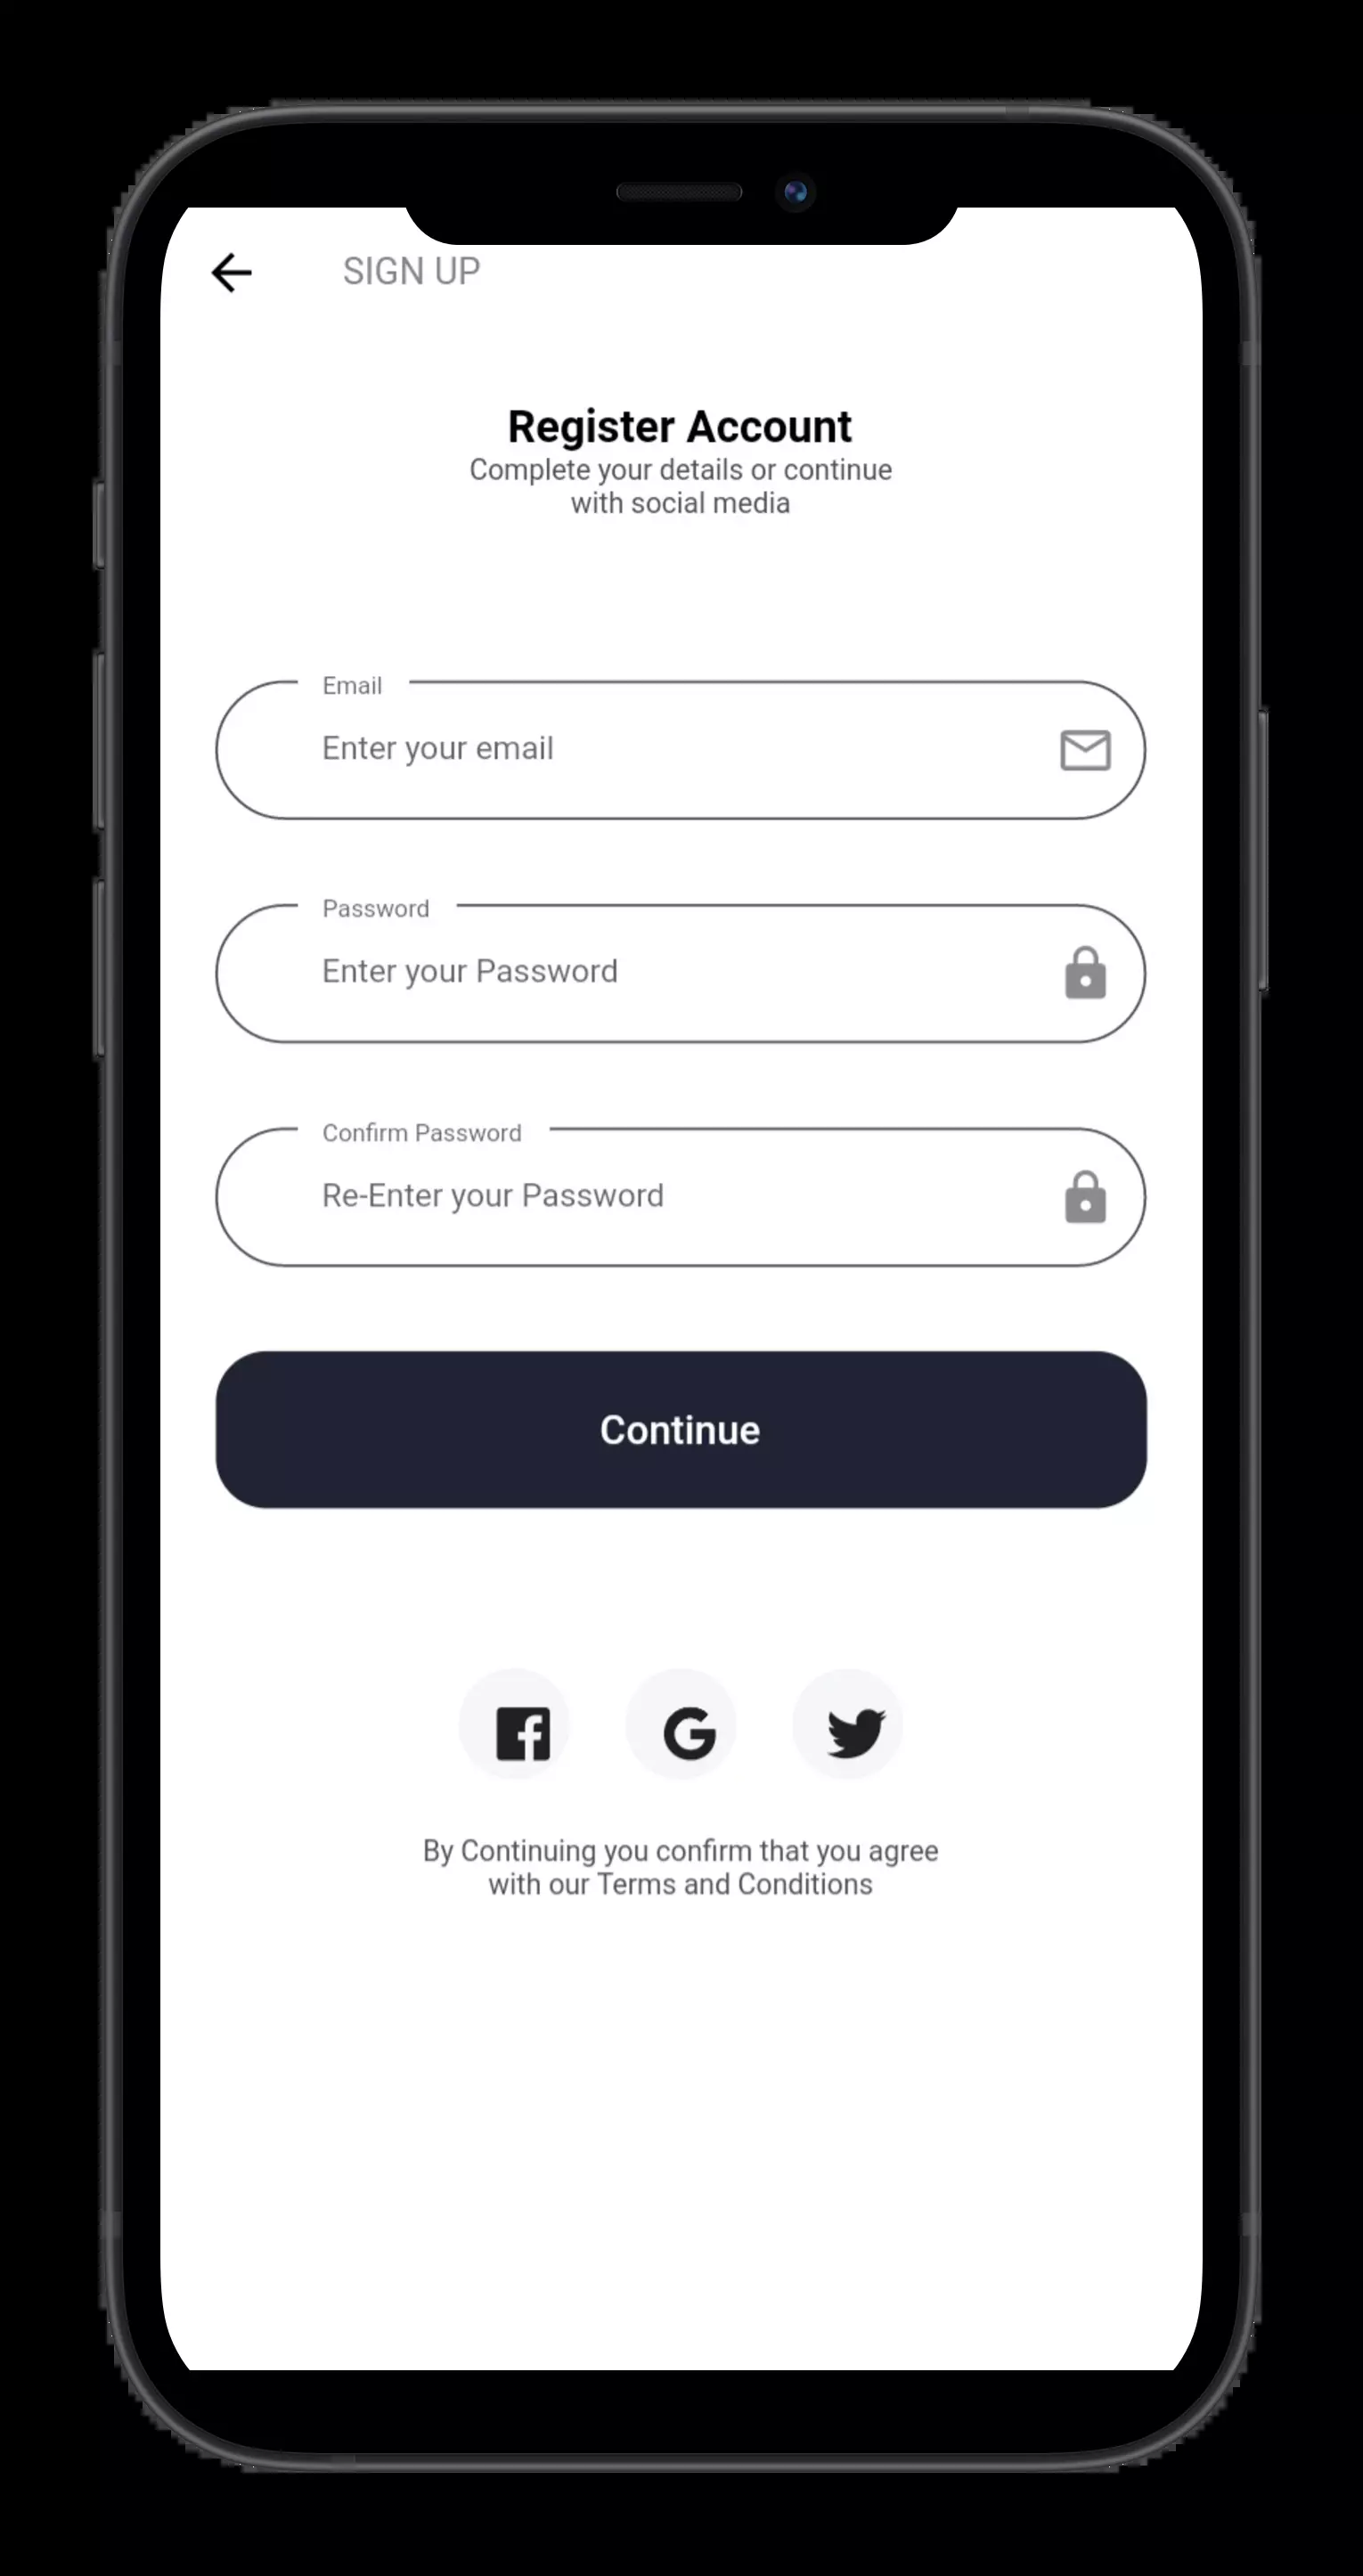 SIGN UP
Register Account
Complete your details or continue
with social media
Email
Enter your email
Password
Enter your Password
Confirm Password
Re-Enter your Password
Continue
By Continuing you confirm that you agree
with our Terms and Conditions